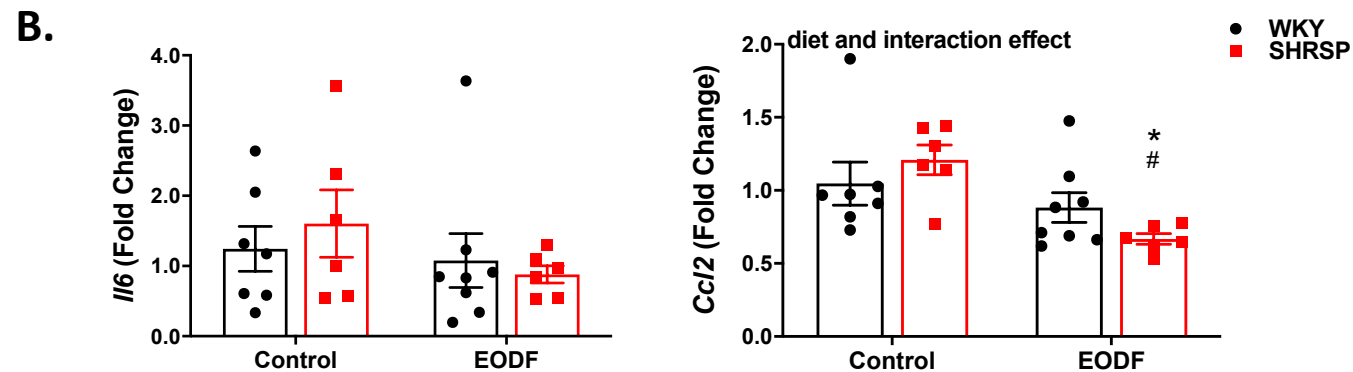 B.
Il6 (Fold Change)
4.0
3.0
2.0
1.0
0.0
Control
EODF
Ccl2 (Fold Change)
diet and interaction effect
2.0
1.5
1.0
0.5
0.0
*
#
Control
EODF
WKY
SHRSP